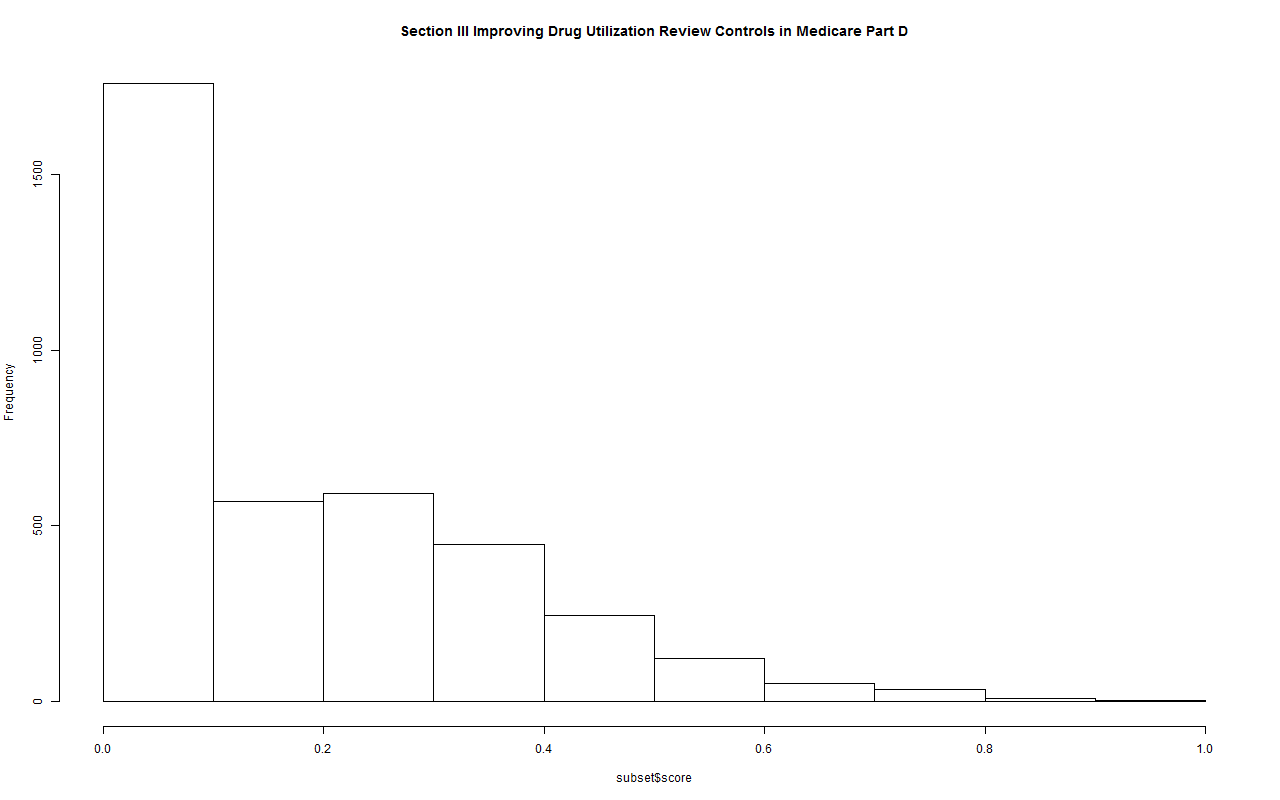 Section III Improving Drug Utilization Review Controls in Medicare Part D
1500
1000
500
0
Frequency
0.0 0.2 0.4 0.6 0.8 1.0
subset$score